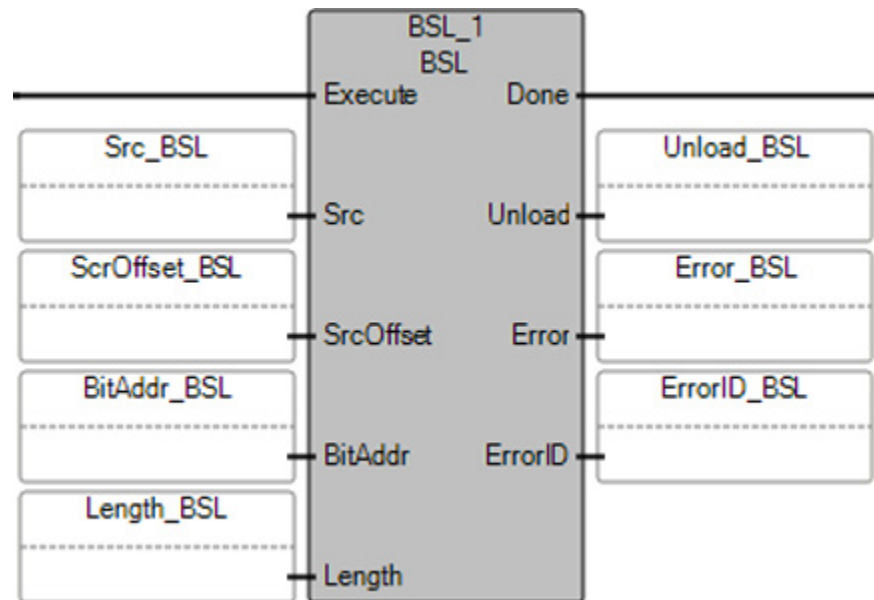 BSL_1
BSL
Execute Done
Src_BSL Unload_BSL
Src Unload
ScrOffset_BSL Error_BSL
SrcOffset Error
BitAddr_BSL ErrorID_BSL
BitAddr ErrorID
Length_BSL
Length